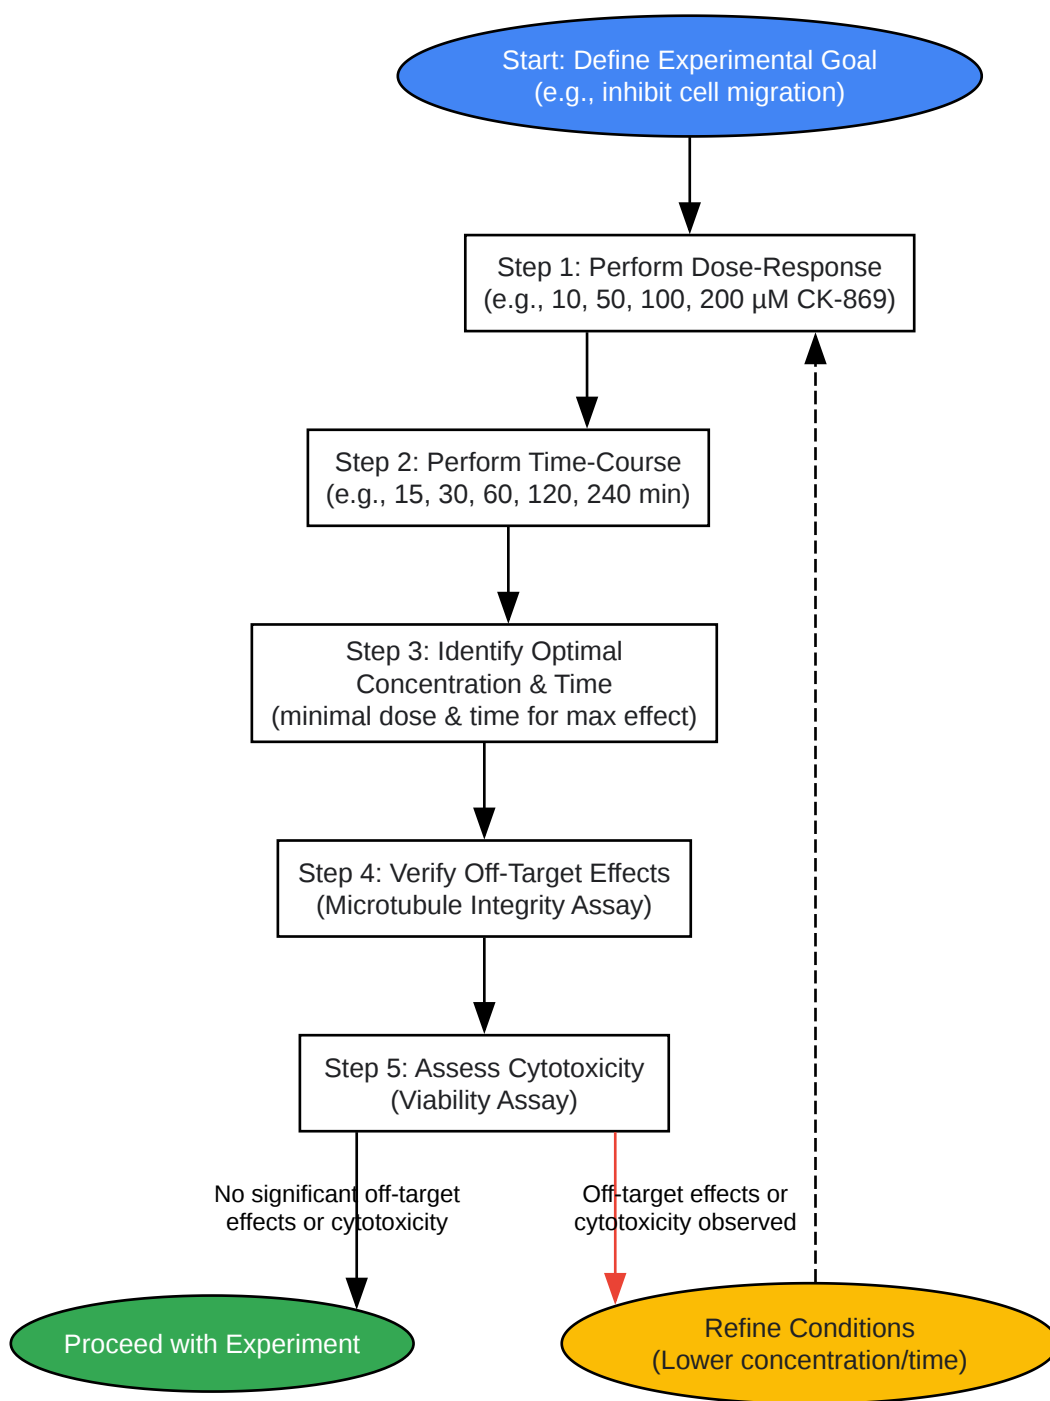 Start: Define Experimental Goal
(e.g., inhibit cell migration)
Step 1: Perform Dose-Response
(e.g., 10, 50, 100, 200 µM CK-869)
Step 2: Perform Time-Course
(e.g., 15, 30, 60, 120, 240 min)
Step 3: Identify Optimal
Concentration & Time
(minimal dose & time for max effect)
Step 4: Verify Off-Target Effects
(Microtubule Integrity Assay)
Step 5: Assess Cytotoxicity
(Viability Assay)
No significant off-target
effects or cytotoxicity
Off-target effects or
cytotoxicity observed
Proceed with Experiment
Refine Conditions
(Lower concentration/time)